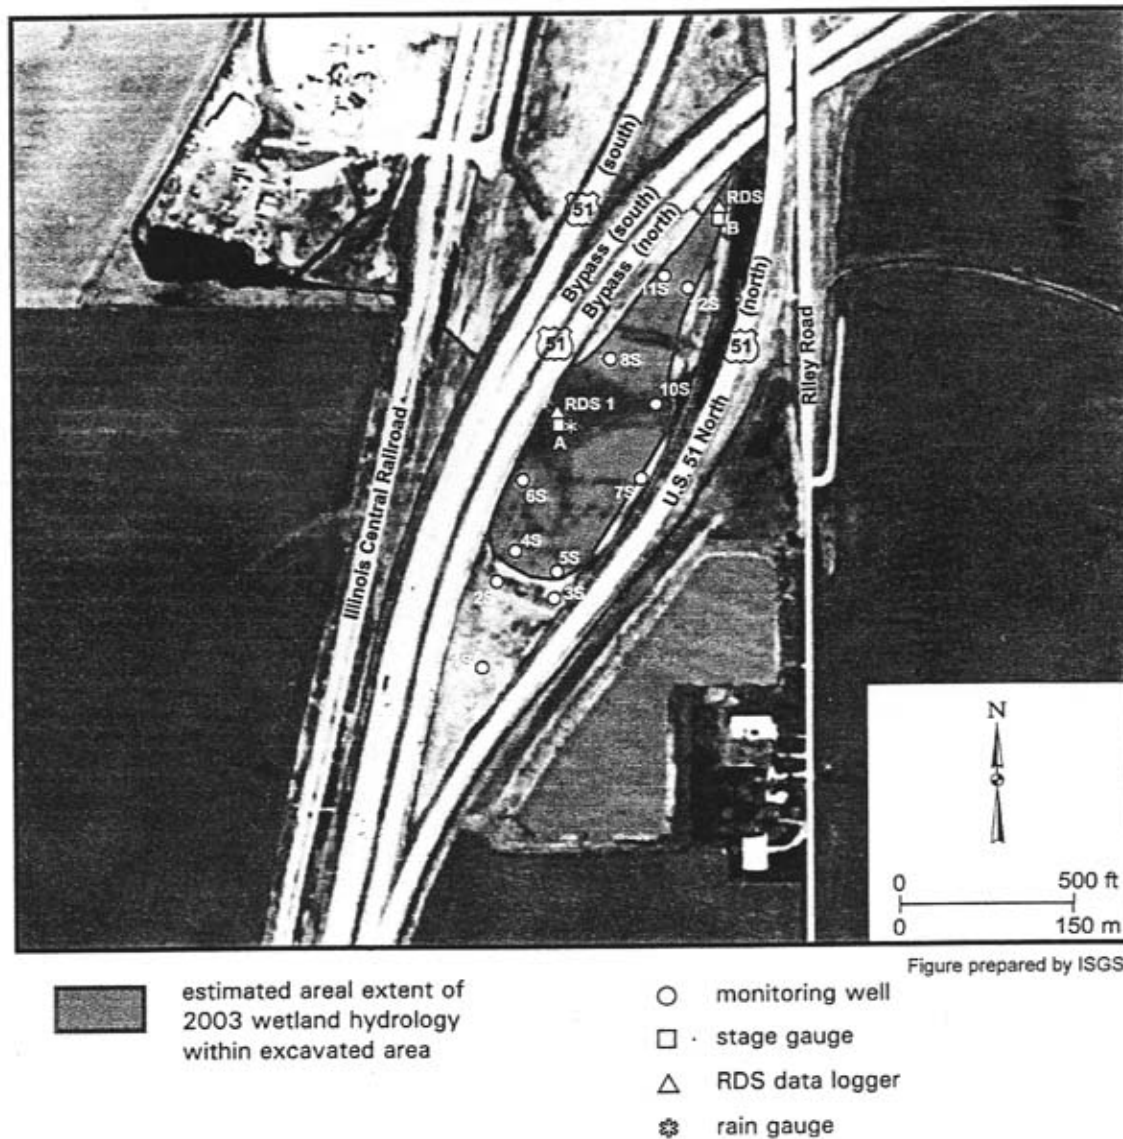 (south)
51
Bypass (south)
Bypass (north)
51
RDS
B
11S
2S
(north)
51
8S
Riley Road
10S
RDS 1
A
Illinois Central Railroad
U.S. 51 North
6S
7S
4S
5S
2S
3S
N
0 500 ft
0 150 m
Figure prepared by ISGS
estimated areal extent of
2003 wetland hydrology
within excavated area
monitoring well
stage gauge
RDS data logger
rain gauge